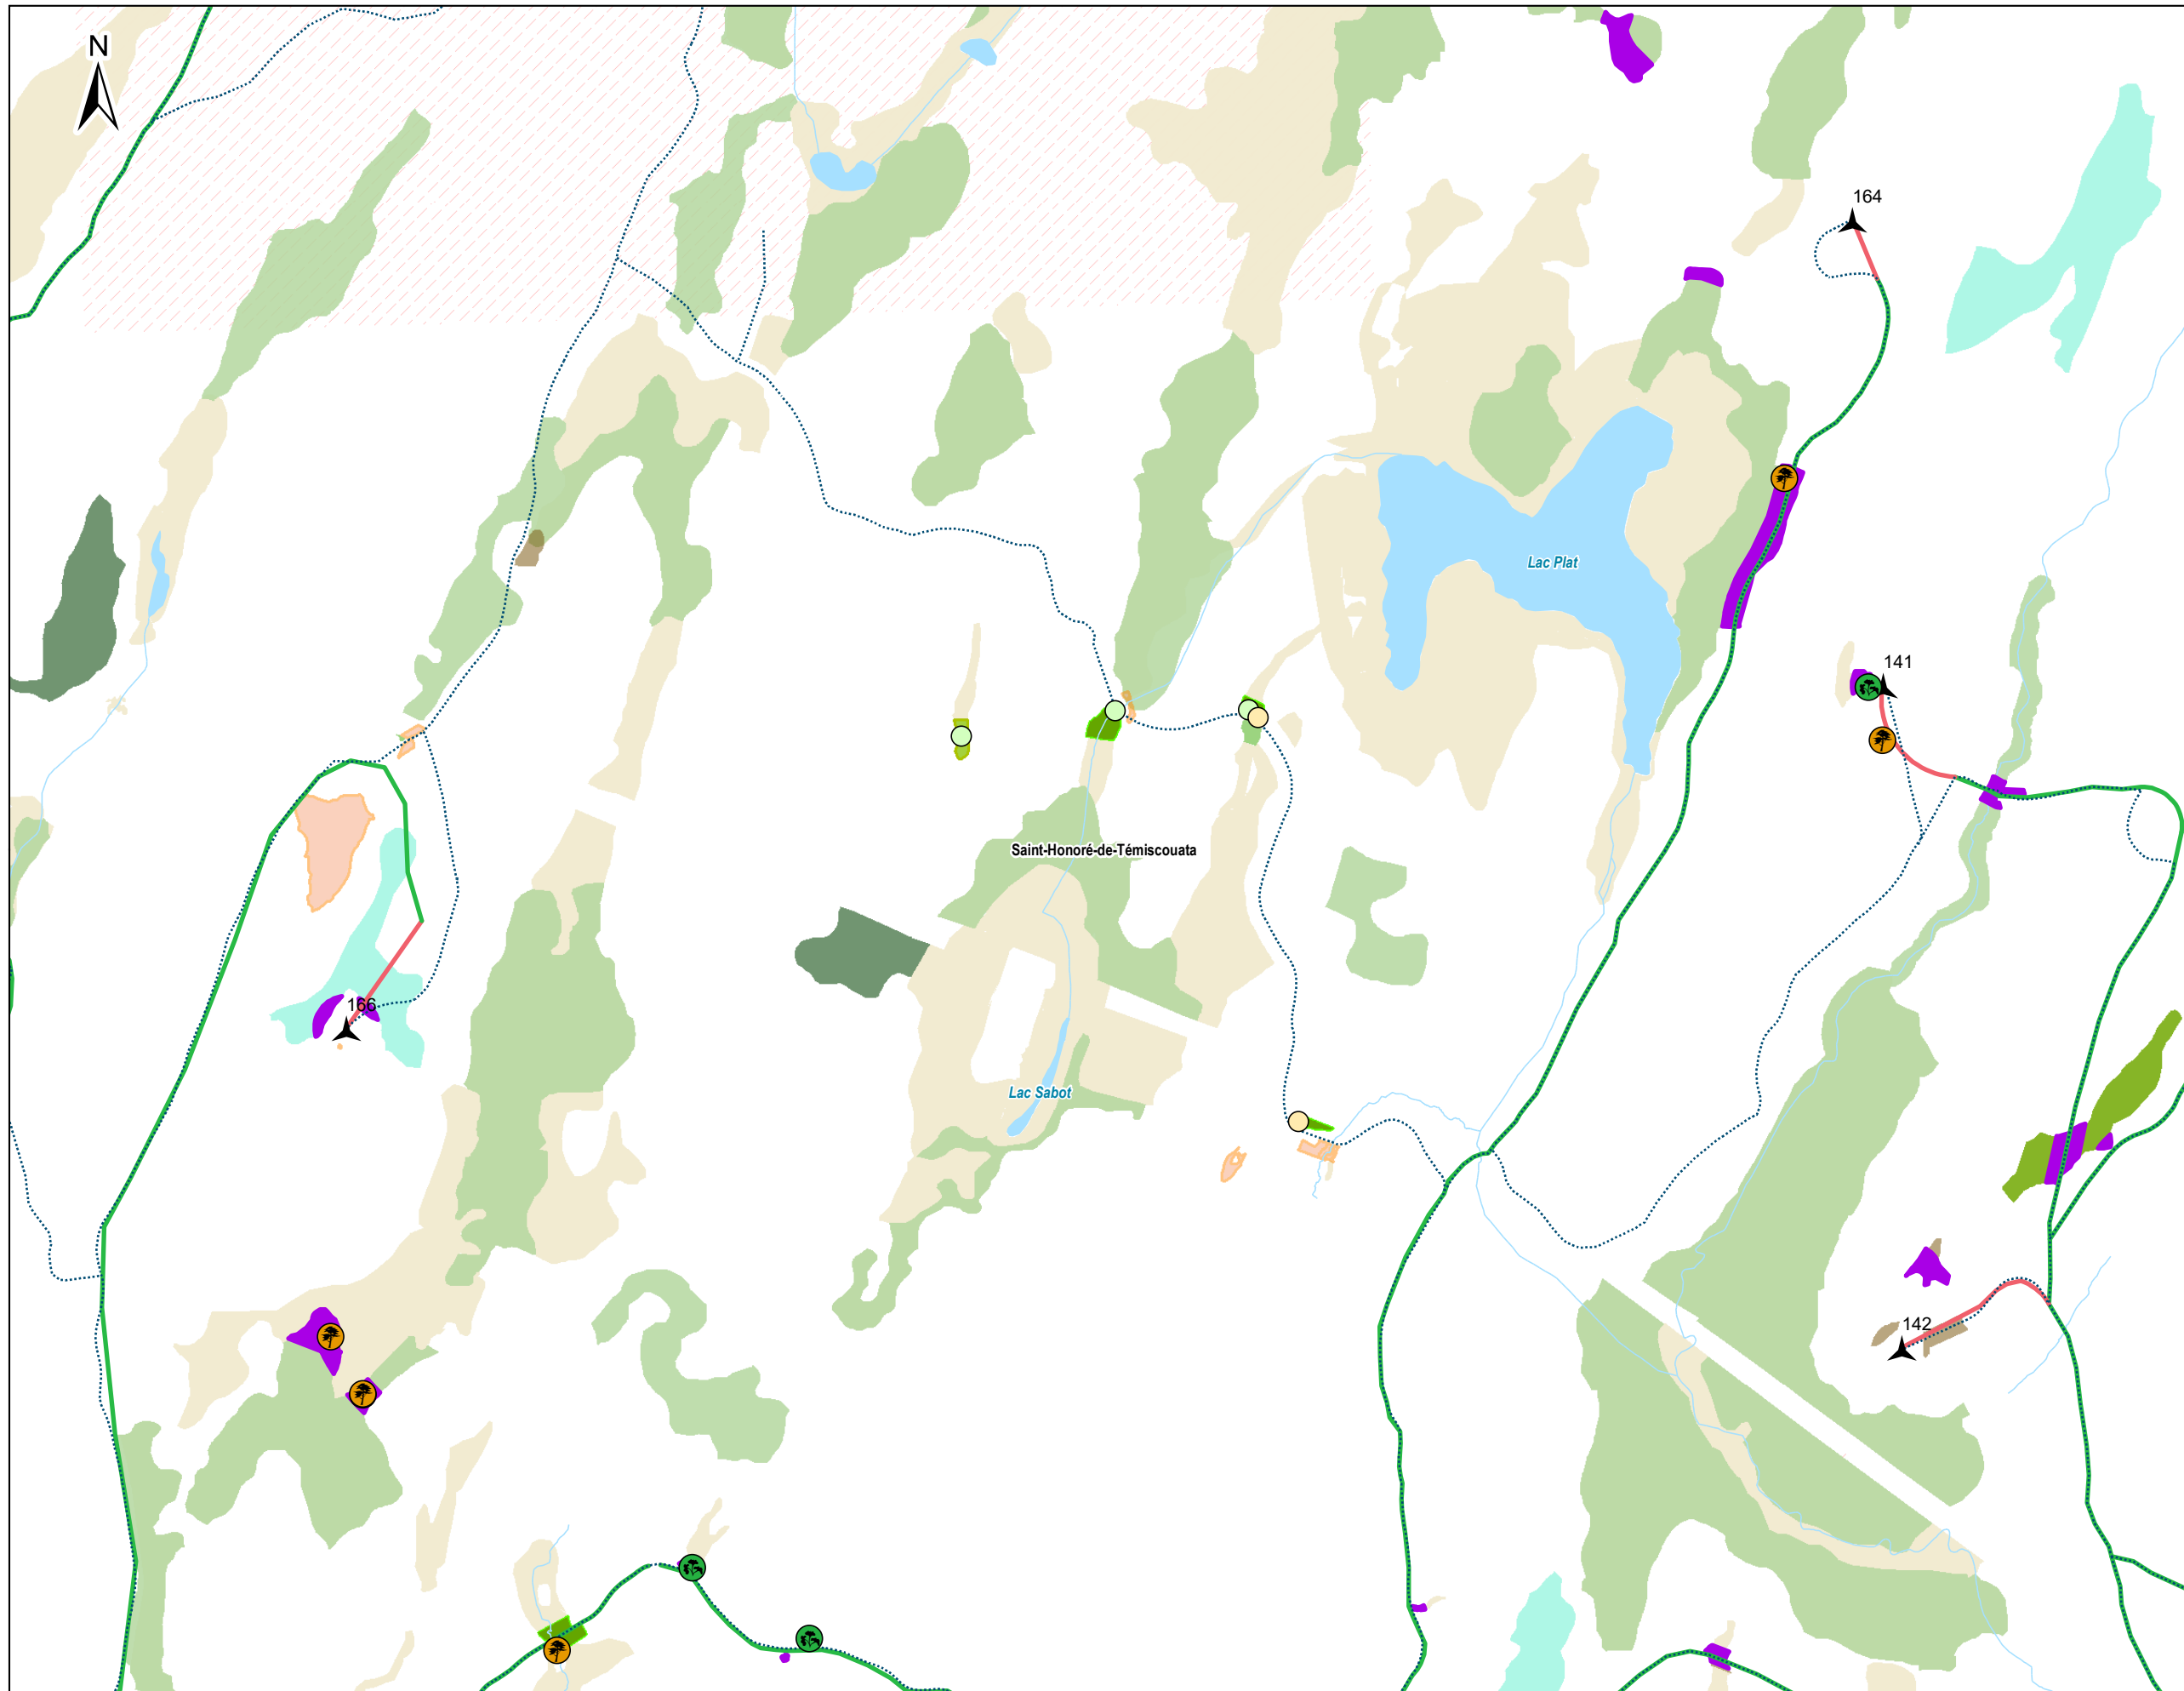 N
164
Lac Plat
141
Saint-Honoré-de-Témiscouata
166
Lac Sabot
142